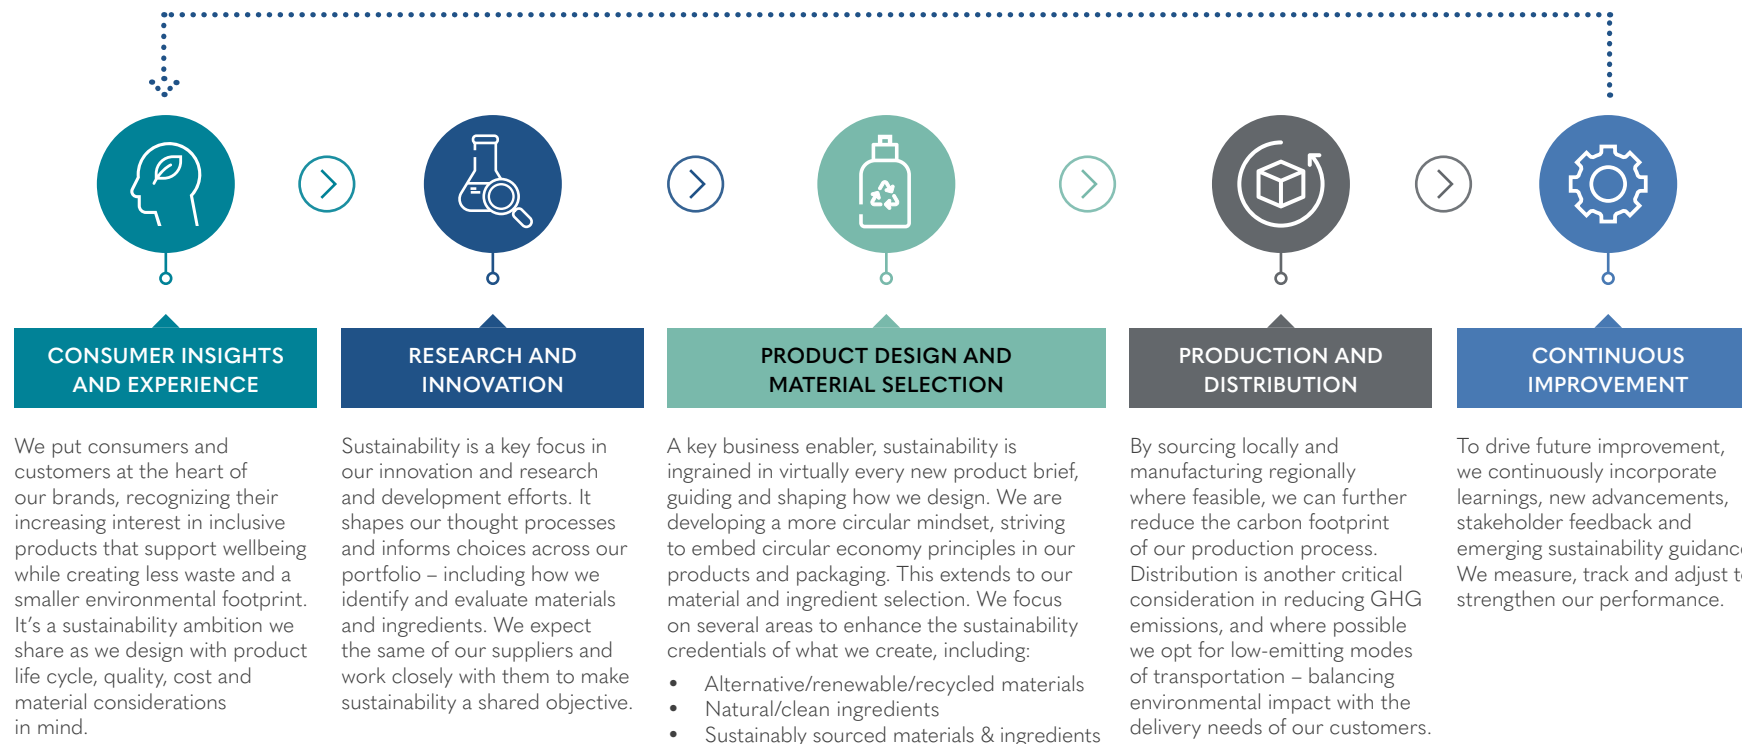 CONSUMER INSIGHTS
AND EXPERIENCE
We put consumers and
customers at the heart of
our brands, recognizing their
increasing interest in inclusive
products that support wellbeing
while creating less waste and a
smaller environmental footprint.
It’s a sustainability ambition we
share as we design with product
life cycle, quality, cost and
material considerations
in mind.
RESEARCH AND
INNOVATION
Sustainability is a key focus in
our innovation and research
and development efforts. It
shapes our thought processes
and informs choices across our
portfolio – including how we
identify and evaluate materials
and ingredients. We expect
the same of our suppliers and
work closely with them to make
sustainability a shared objective.
PRODUCT DESIGN AND
MATERIAL SELECTION
A key business enabler, sustainability is
ingrained in virtually every new product brief,
guiding and shaping how we design. We are
developing a more circular mindset, striving
to embed circular economy principles in our
products and packaging. This extends to our
material and ingredient selection. We focus
on several areas to enhance the sustainability
credentials of what we create, including:
• Alternative/renewable/recycled materials
• Natural/clean ingredients
• Sustainably sourced materials & ingredients
PRODUCTION AND
DISTRIBUTION
By sourcing locally and
manufacturing regionally
where feasible, we can further
reduce the carbon footprint
of our production process.
Distribution is another critical
consideration in reducing GHG
emissions, and where possible
we opt for low-emitting modes
of transportation – balancing
environmental impact with the
delivery needs of our customers.
CONTINUOUS
IMPROVEMENT
To drive future improvement,
we continuously incorporate
learnings, new advancements,
stakeholder feedback and
emerging sustainability
We measure, track and adjust
strengthen our performance.